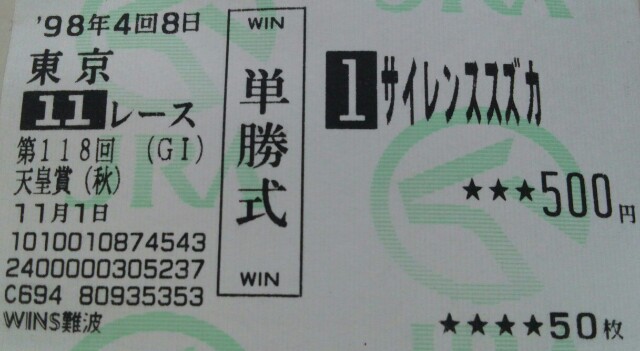 '98年4回8日
東京
11レース
第118回 (GI)
天皇賞(秋)
11月1日
1010010874543
2400000305237
C694 80935353
WINS難波
WIN
単勝式
WIN
1サイレンススズカ
★★★500円
★★★★50枚
JRA